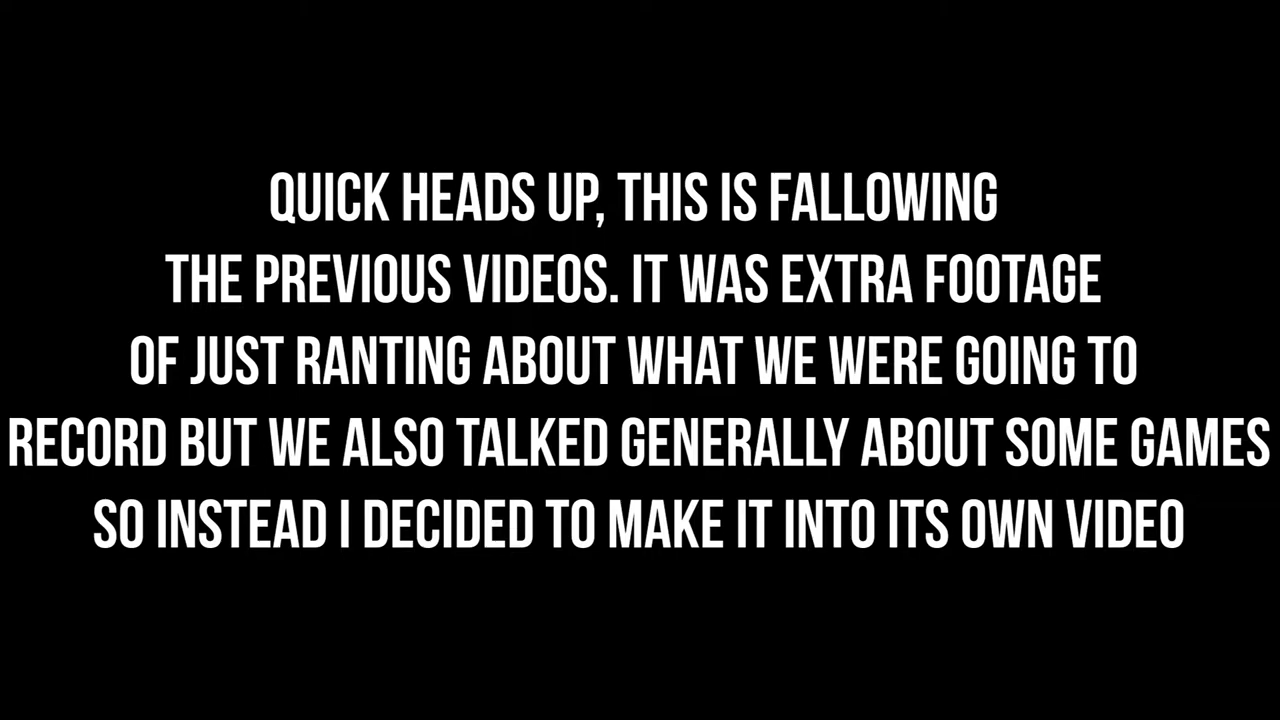 QUICK HEADS UP, THIS IS FALLOWING
THE PREVIOUS VIDEOS. IT WAS EXTRA FOOTAGE
OF JUST RANTING ABOUT WHAT WE WERE GOING TO
RECORD BUT WE ALSO TALKED GENERALLY ABOUT SOME GAMES
SO INSTEAD I DECIDED TO MAKE IT INTO ITS OWN VIDEO